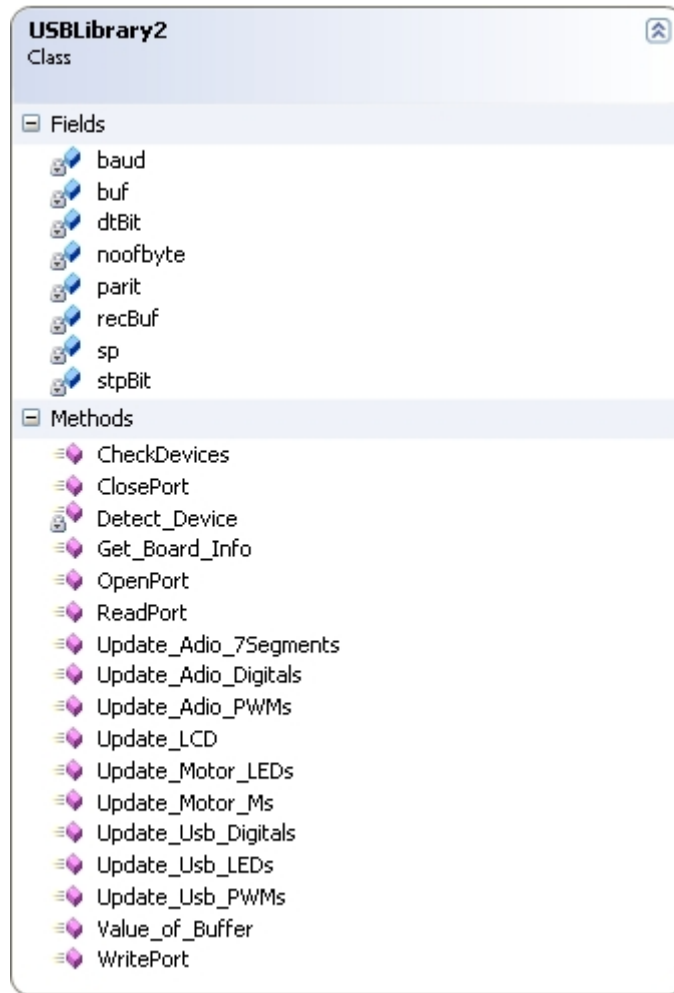 USBLibrary2
Class
Fields
baud
buf
dtBit
noofbyte
parit
recBuf
sp
stpBit
Methods
CheckDevices
ClosePort
Detect_Device
Get_Board_Info
OpenPort
ReadPort
Update_Adio_7Segments
Update_Adio_Digitals
Update_Adio_PWMs
Update_LCD
Update_Motor_LEDs
Update_Motor_Ms
Update_Usb_Digitals
Update_Usb_LEDs
Update_Usb_PWMs
Value_of_Buffer
WritePort